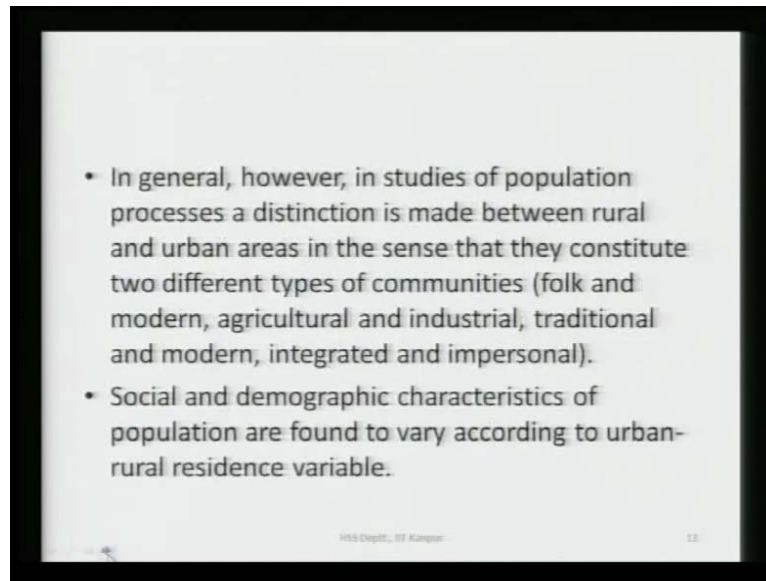 • In general, however, in studies of population
processes a distinction is made between rural
and urban areas in the sense that they constitute
two different types of communities (folk and
modern, agricultural and industrial, traditional
and modern, integrated and impersonal).
• Social and demographic characteristics of
population are found to vary according to urban-
rural residence variable.
HSS Deptt., IIT Kanpur
13